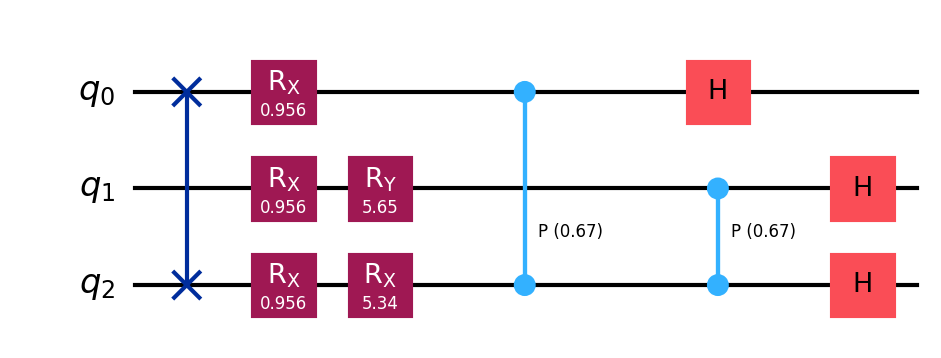 q0
RX
0.956
H
q1
RX
0.956
RY
5.65
H
P (0.67)
P (0.67)
q2
RX
0.956
RX
5.34
H